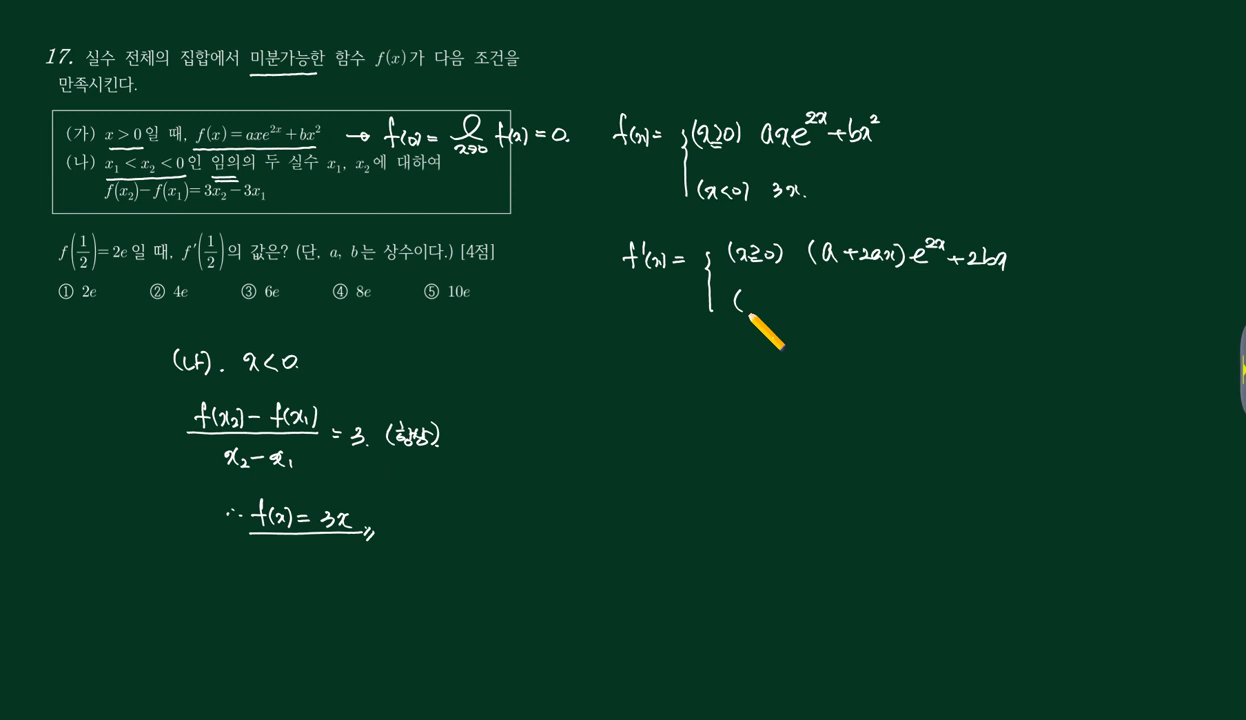 17. 실수 전체의 집합에서 미분가능한 함수 f(x)가 다음 조건을
만족시킨다.
(가) x>0일 때, f(x)=axe^{2x}+bx^2 → f(0)= lim_{x→0} f(x)=0.
(나) x_1<x_2<0인 임의의 두 실수 x_1, x_2에 대하여
f(x_2)-f(x_1)=3x_2-3x_1
f(1/2)=2e일 때, f'(1/2)의 값은? (단, a, b는 상수이다.) [4점]
① 2e ② 4e ③ 6e ④ 8e ⑤ 10e
(나). x<0.
f(x_2)-f(x_1)
x_2-x_1
=3. (항상).
∴ f(x)=3x
f(x)= { (x≥0) axe^{2x}+bx^2
(x<0) 3x.
f'(x)= { (x≥0) (a+2ax)e^{2x}+2bx
(